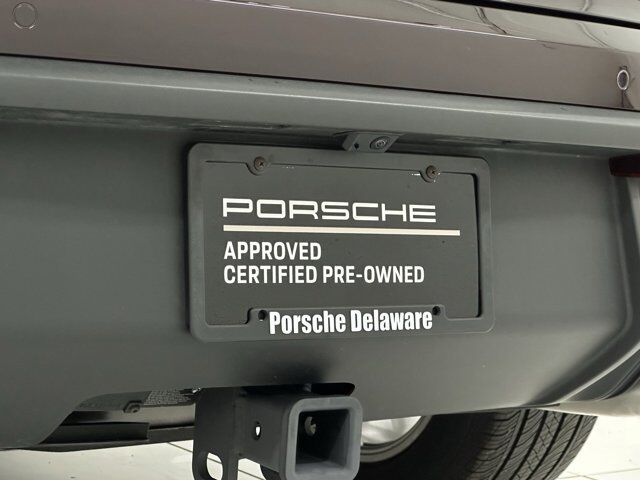 PORSCHE
APPROVED
CERTIFIED PRE-OWNED
Porsche Delaware